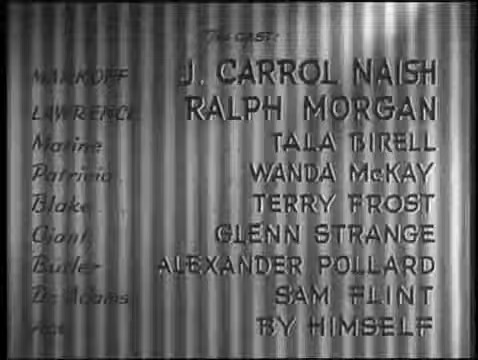 The cast:
MARKOFF J. CARROL NAISH
LAWRENCE RALPH MORGAN
Maxine TALA BIRELL
Patricia WANDA McKAY
Blake TERRY FROST
Giant GLENN STRANGE
Butler ALEXANDER POLLARD
Dr. Adams SAM FLINT
Ace BY HIMSELF